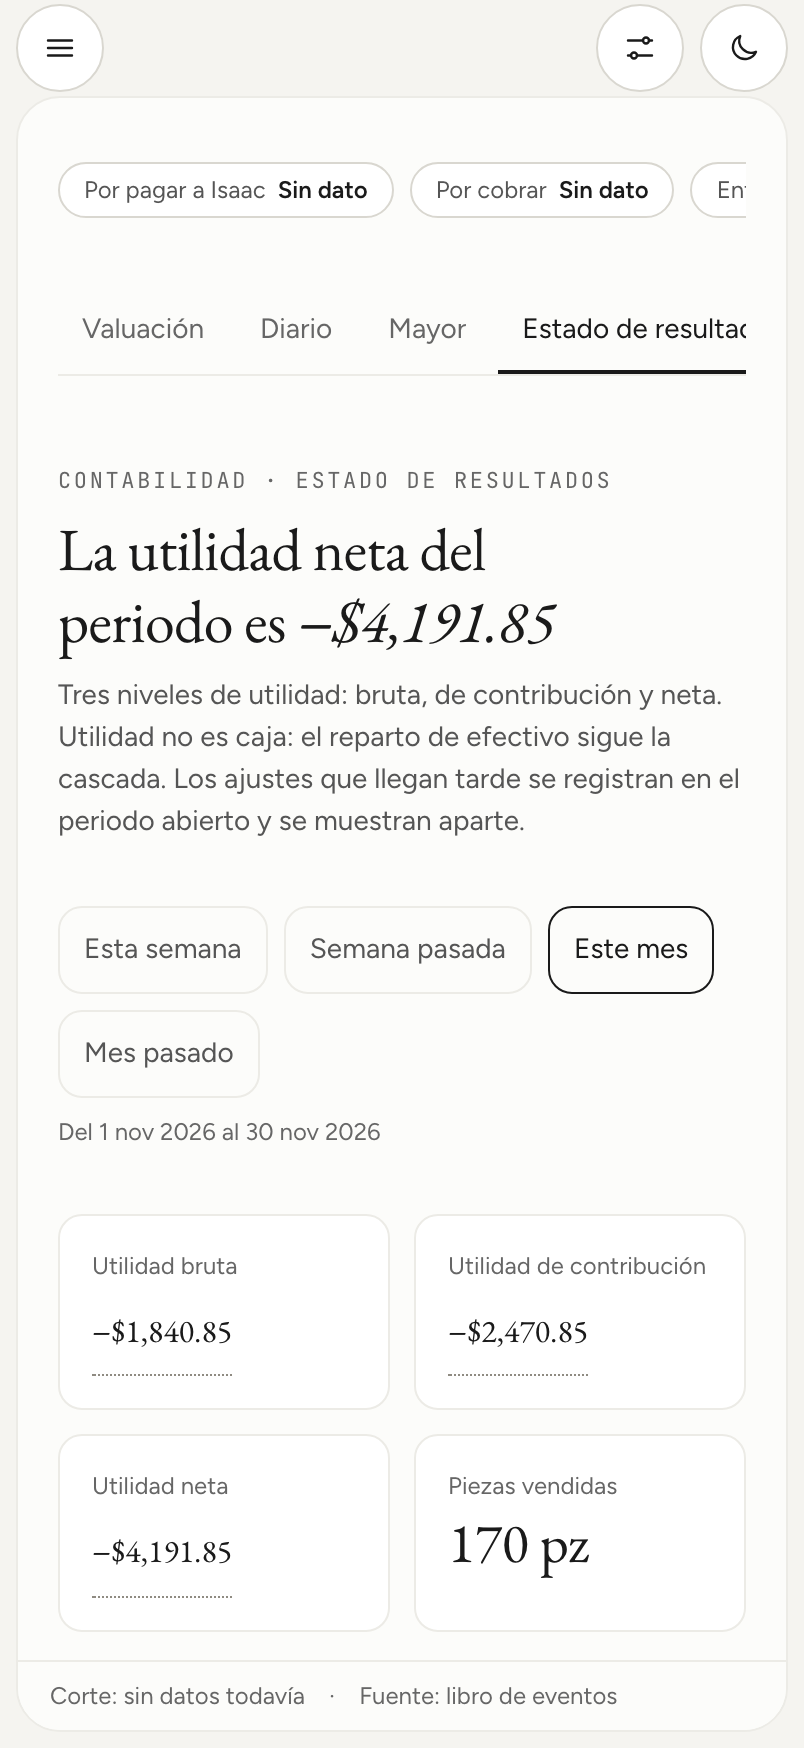 Por pagar a Isaac Sin dato Por cobrar Sin dato
Valuación Diario Mayor Estado de resultad
CONTABILIDAD · ESTADO DE RESULTADOS
La utilidad neta del
periodo es −$4,191.85
Tres niveles de utilidad: bruta, de contribución y neta.
Utilidad no es caja: el reparto de efectivo sigue la
cascada. Los ajustes que llegan tarde se registran en el
periodo abierto y se muestran aparte.
Esta semana Semana pasada Este mes
Mes pasado
Del 1 nov 2026 al 30 nov 2026
Utilidad bruta Utilidad de contribución
−$1,840.85 −$2,470.85
Utilidad neta Piezas vendidas
−$4,191.85 170 pz
Corte: sin datos todavía · Fuente: libro de eventos